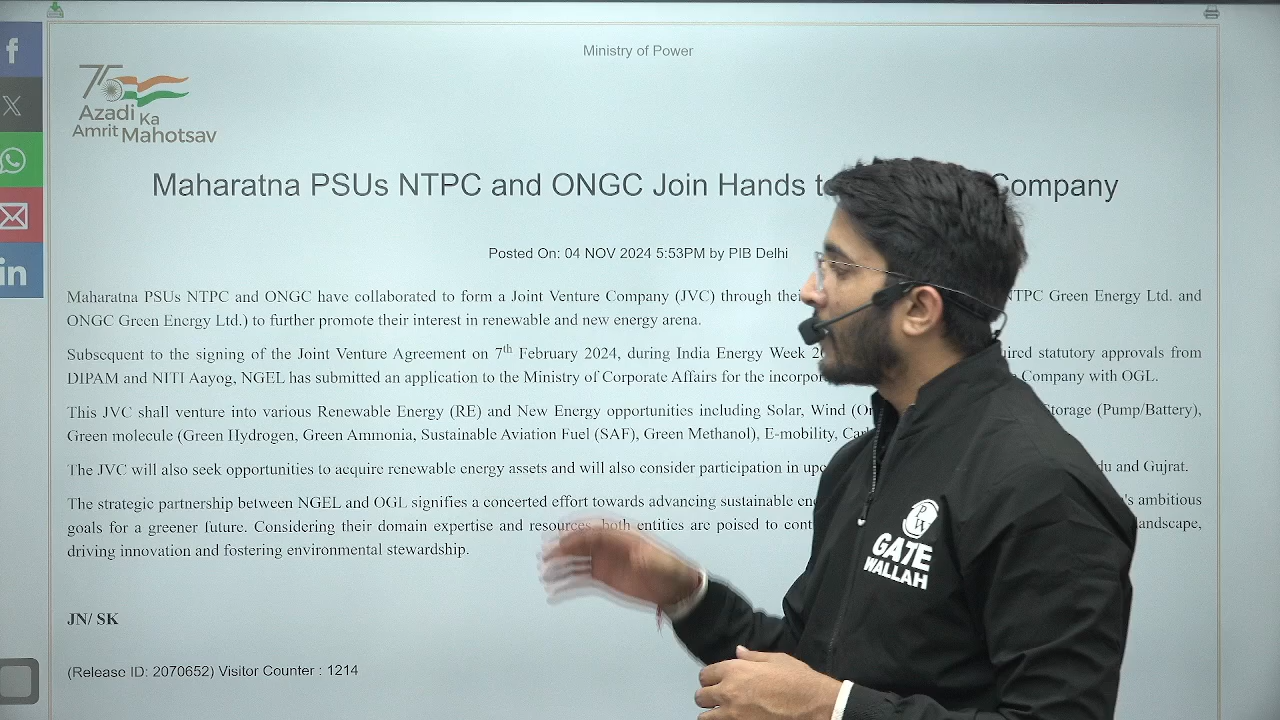 Ministry of Power
75
Azadi Ka
Amrit Mahotsav
Maharatna PSUs NTPC and ONGC Join Hands Company
Posted On: 04 NOV 2024 5:53PM by PIB Delhi
Maharatna PSUs NTPC and ONGC have collaborated to form a Joint Venture Company (JVC) through NTPC Green Energy Ltd. and
ONGC Green Energy Ltd.) to further promote their interest in renewable and new energy arena.
Subsequent to the signing of the Joint Venture Agreement on 7th February 2024, during India Energy Week statutory approvals from
DIPAM and NITI Aayog, NGEL has submitted an application to the Ministry of Corporate Affairs for the Company with OGL.
This JVC shall venture into various Renewable Energy (RE) and New Energy opportunities including Solar, Wind Storage (Pump/Battery),
Green molecule (Green Hydrogen, Green Ammonia, Sustainable Aviation Fuel (SAF), Green Methanol), E-mobility,
The JVC will also seek opportunities to acquire renewable energy assets and will also consider participation in and Gujrat.
The strategic partnership between NGEL and OGL signifies a concerted effort towards advancing sustainable ambitious
goals for a greener future. Considering their domain expertise and resources, both entities are poised to
driving innovation and fostering environmental stewardship.
JN/ SK
(Release ID: 2070652) Visitor Counter : 1214
f
X
in
PW
GATE
WALLAH